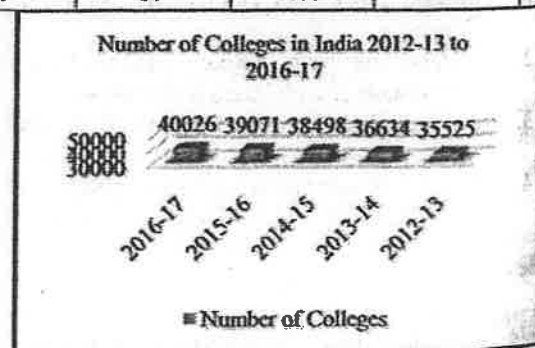 Number of Colleges in India 2012-13 to
2016-17
40026 39071 38498 36634 35525
50000
30000
2016-17
2015-16
2014-15
2013-14
2012-13
Number of Colleges